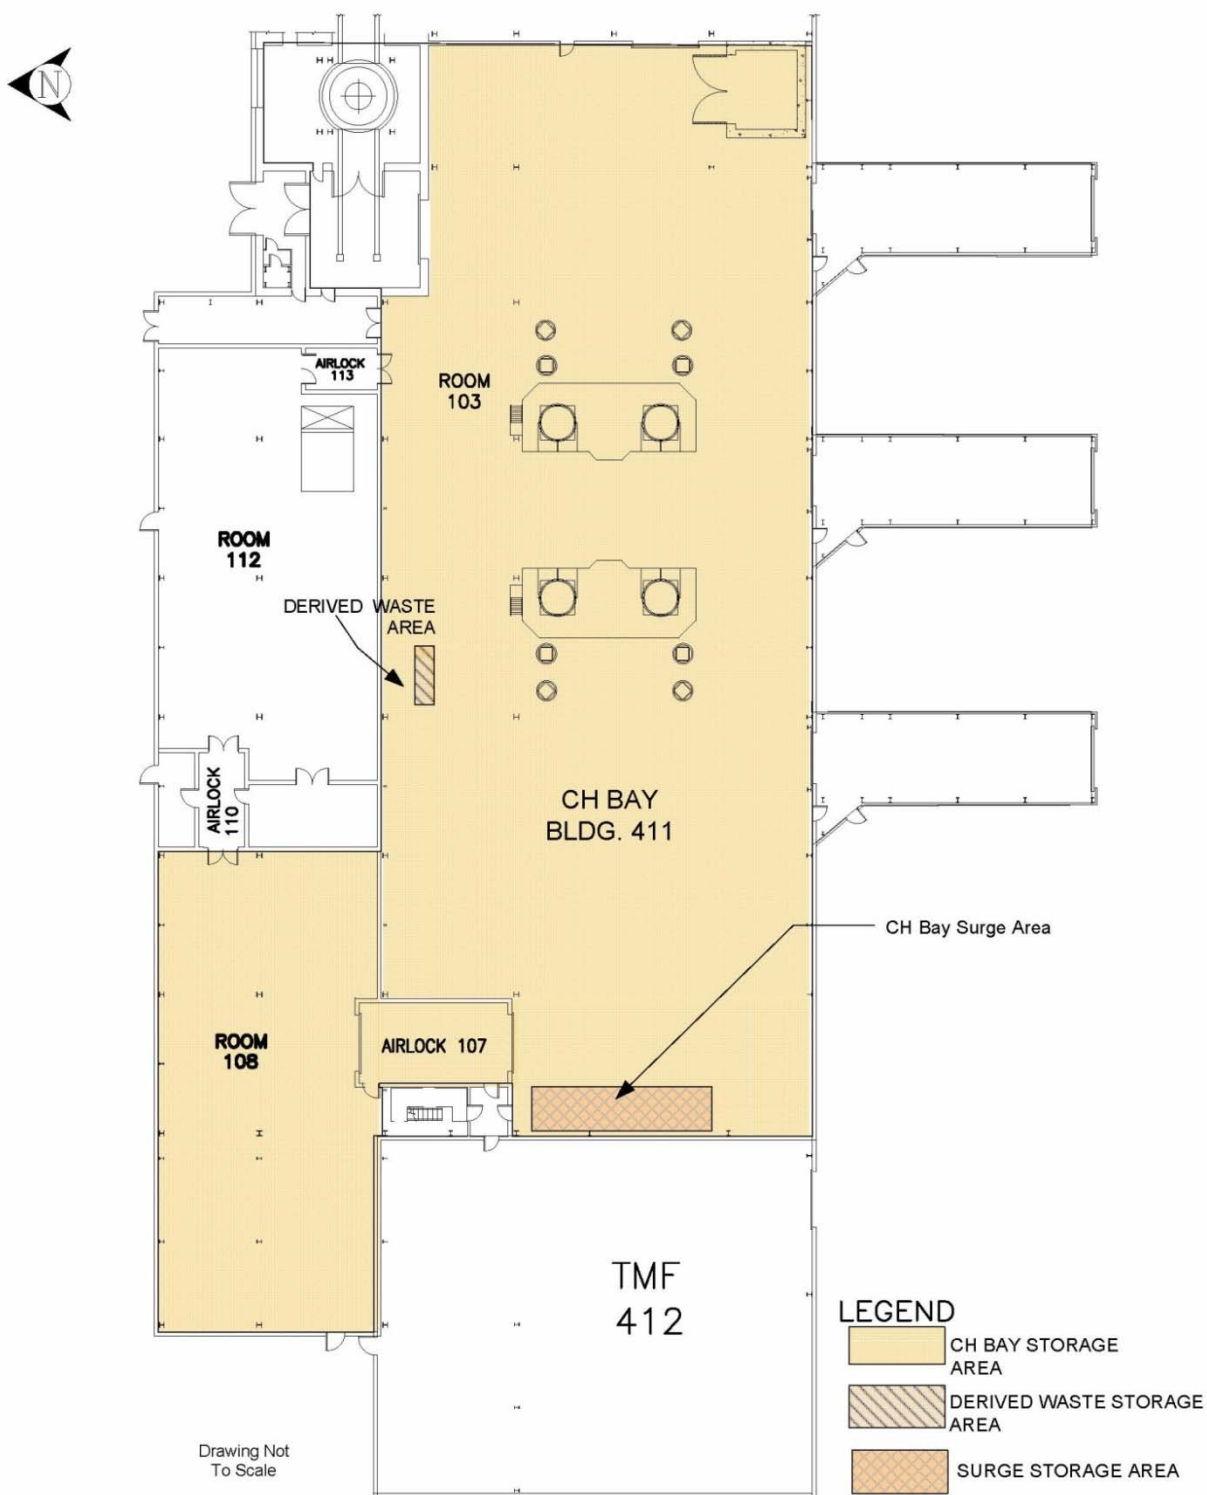 N
AIRLOCK
113
ROOM
103
ROOM
112
DERIVED WASTE
AREA
AIRLOCK
110
CH BAY
BLDG. 411
CH Bay Surge Area
ROOM
108
AIRLOCK 107
TMF
412
LEGEND
CH BAY STORAGE
AREA
DERIVED WASTE STORAGE
AREA
SURGE STORAGE AREA
Drawing Not
To Scale